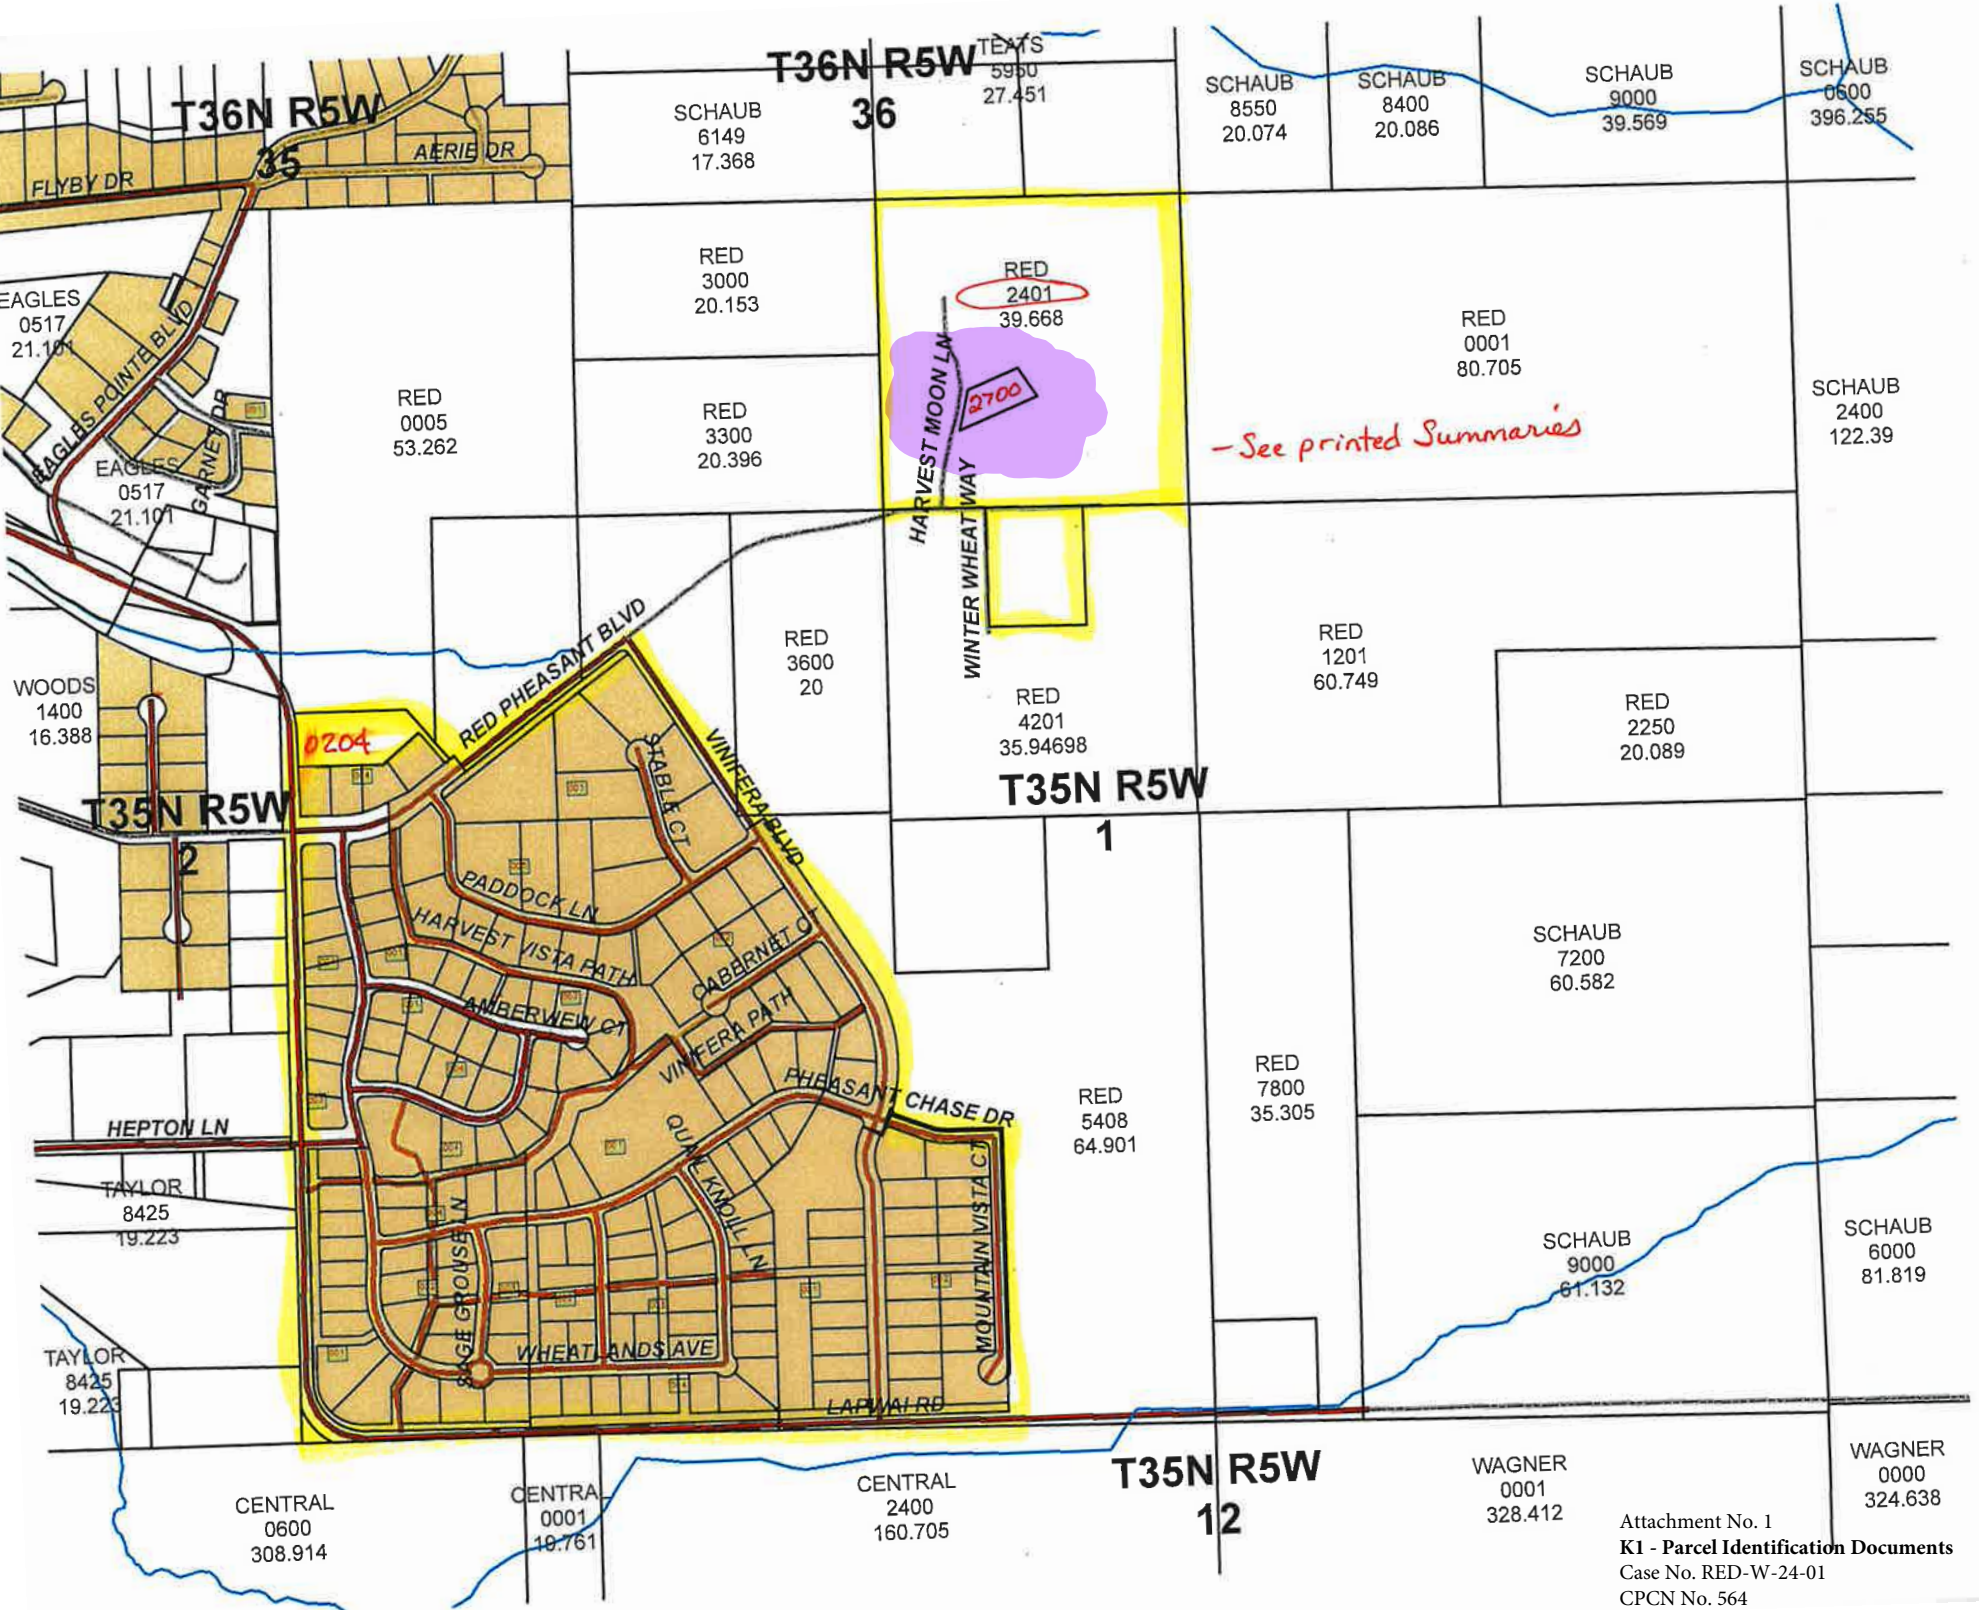 T36N R5W
35
FLYBY DR
AERIE DR
T36N R5W
36
TEATS
5950
27.451
SCHAUB
6149
17.368
SCHAUB
8550
20.074
SCHAUB
8400
20.086
SCHAUB
9000
39.569
SCHAUB
0600
396.255
EAGLES
0517
21.101
EAGLES POINTE BLVD
GARNET DR
EAGLES
0517
21.101
RED
0005
53.262
RED
3000
20.153
RED
3300
20.396
RED
2401
39.668
HARVEST MOON LN
2700
WINTER WHEAT WAY
RED
0001
80.705
- See printed Summaries
SCHAUB
2400
122.39
WOODS
1400
16.388
0204
RED PHEASANT BLVD
VINIFERA BLVD
STABLE CT
RED
3600
20
RED
4201
35.94698
RED
1201
60.749
RED
2250
20.089
T35N R5W
2
T35N R5W
1
PADDOCK LN
HARVEST VISTA PATH
AMBERVIEW CT
CABERNET CT
VINIFERA PATH
PHEASANT CHASE DR
QUAIL KNOLL LN
MOUNTAIN VISTA CT
SAGE GROUSE LN
WHEATLANDS AVE
LAPWAI RD
HEPTON LN
TAYLOR
8425
19.223
TAYLOR
8425
19.223
RED
5408
64.901
RED
7800
35.305
SCHAUB
7200
60.582
SCHAUB
9000
61.132
SCHAUB
6000
81.819
CENTRAL
0600
308.914
CENTRA
0001
19.761
CENTRAL
2400
160.705
T35N R5W
12
WAGNER
0001
328.412
WAGNER
0000
324.638
Attachment No. 1
K1 - Parcel Identification Documents
Case No. RED-W-24-01
CPCN No. 564